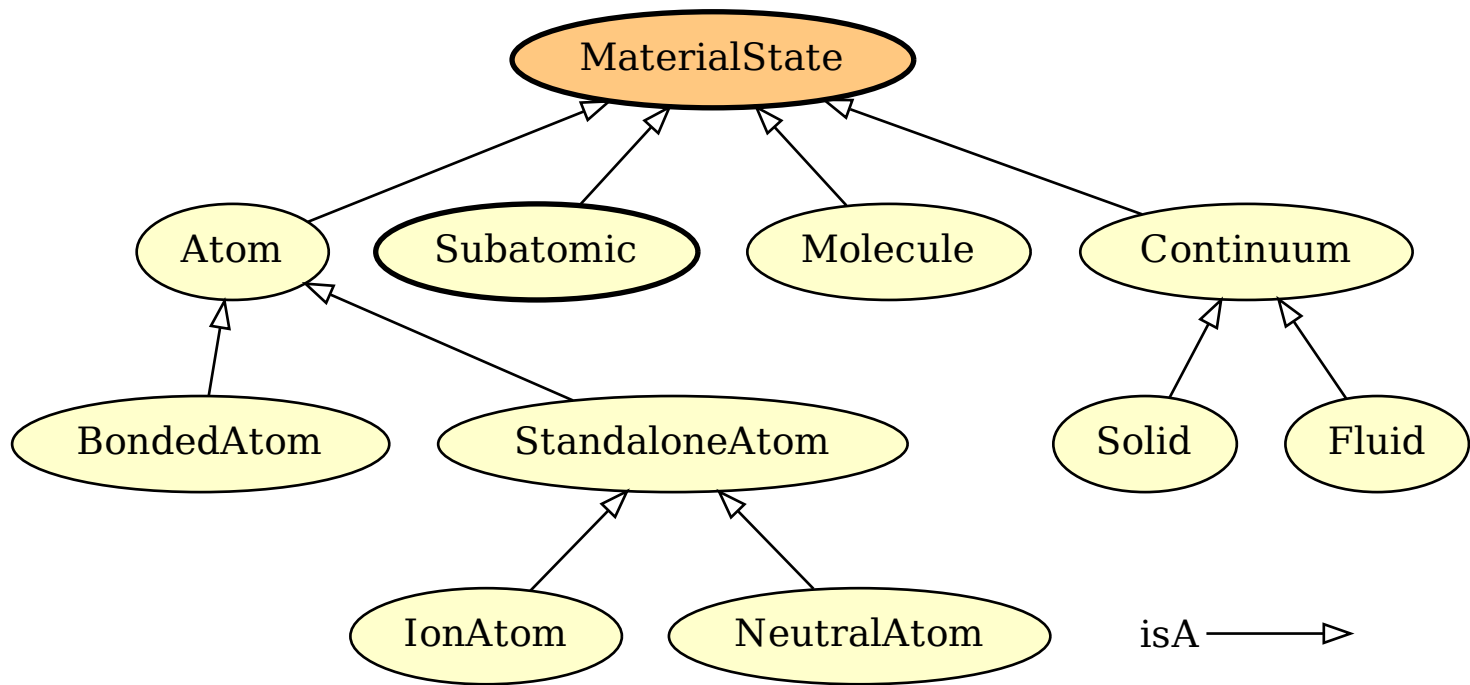 MaterialState
Atom
Subatomic
Molecule
Continuum
BondedAtom
StandaloneAtom
Solid
Fluid
IonAtom
NeutralAtom
isA